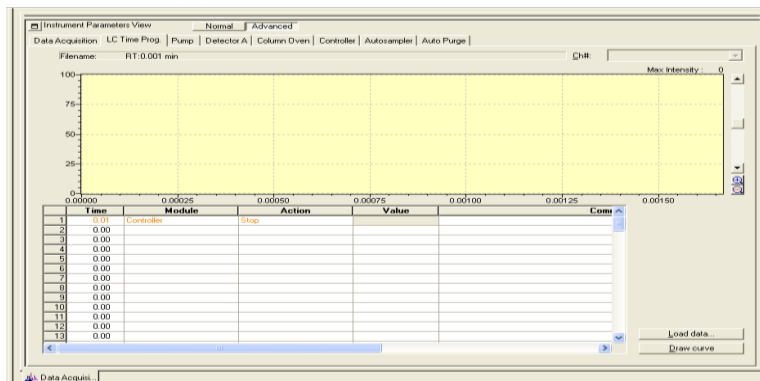 Instrument Parameters View Normal Advanced
Data Acquisition LC Time Prog. Pump Detector A Column Oven Controller Autosampler Auto Purge
Filename: RT:0.001 min Ch#:
Max Intensity : 0
100
75
50
25
0
0.00000 0.00025 0.00050 0.00075 0.00100 0.00125 0.00150
Time Module Action Value Comm
1 0.01 Controller Stop
2 0.00
3 0.00
4 0.00
5 0.00
6 0.00
7 0.00
8 0.00
9 0.00
10 0.00
11 0.00
12 0.00
13 0.00
Load data...
Draw curve
Data Acquisi...